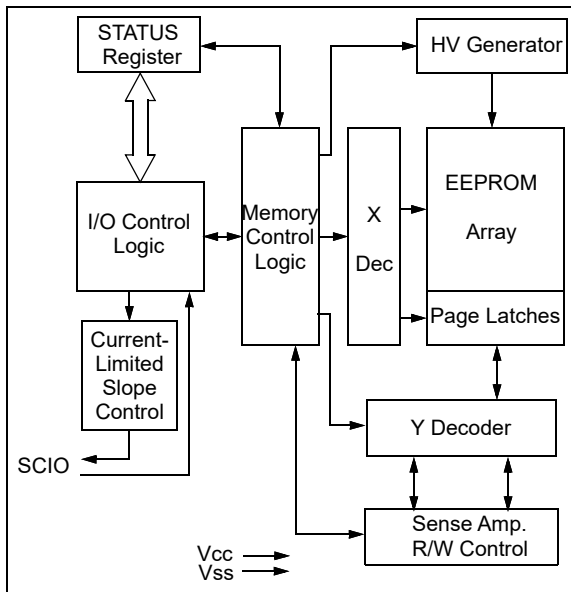 STATUS
Register
HV Generator
I/O Control
Logic
Memory
Control
Logic
X
Dec
EEPROM
Array
Page Latches
Current-
Limited
Slope
Control
Y Decoder
SCIO
Sense Amp.
R/W Control
Vcc
Vss